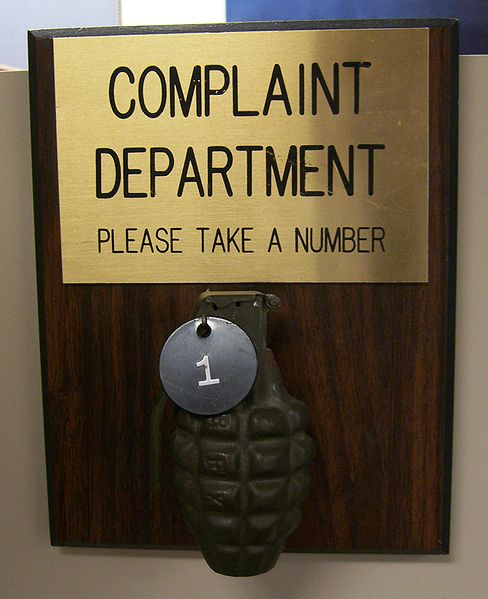 COMPLAINT
DEPARTMENT
PLEASE TAKE A NUMBER
1